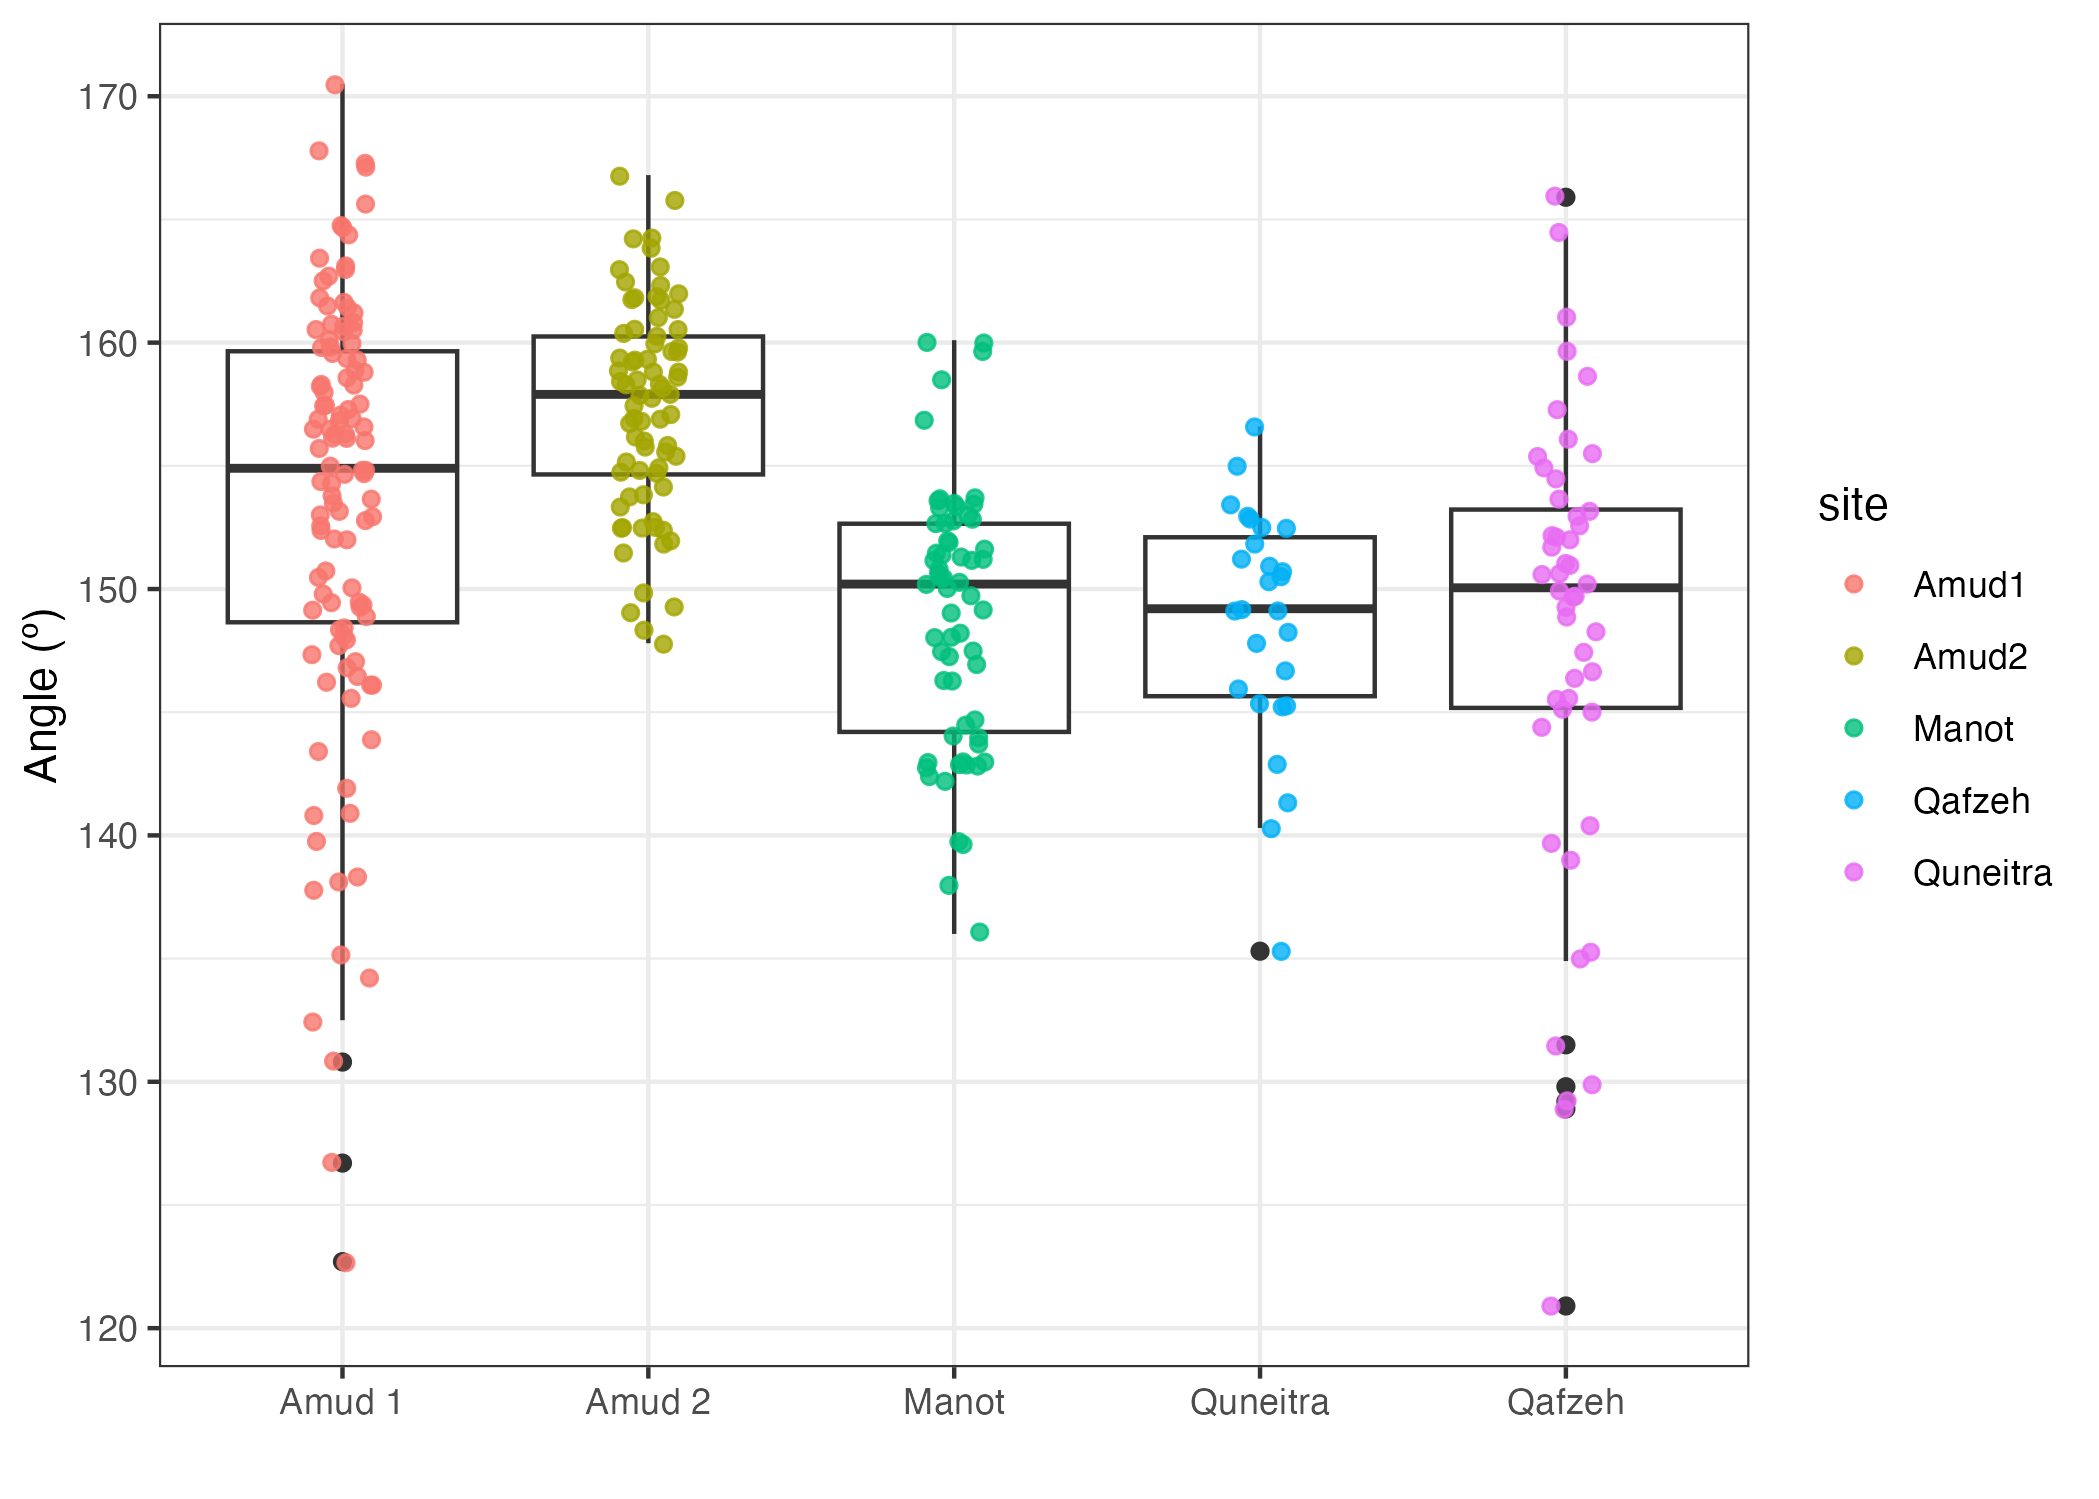 Angle (º)
170
160
150
140
130
120
Amud 1
Amud 2
Manot
Quneitra
Qafzeh
site
Amud1
Amud2
Manot
Qafzeh
Quneitra